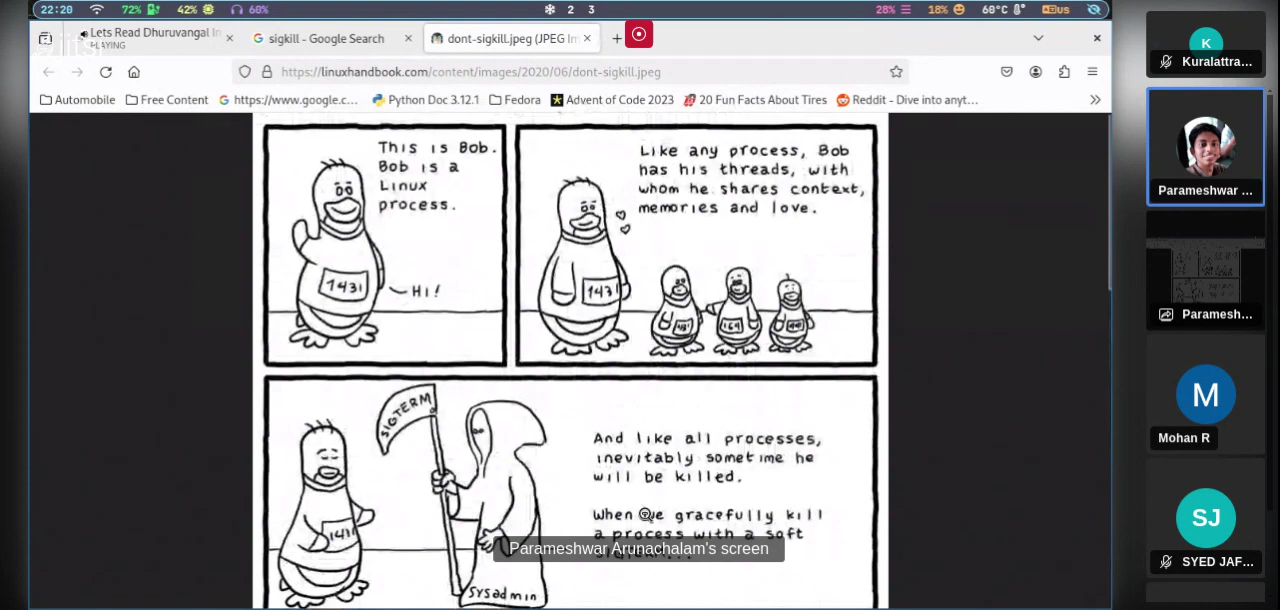 22:20 72% 42% 60% 2 3 28% 18% 60°C us
Lets Read Dhuruvangal In
PLAYING
sigkill - Google Search
dont-sigkill.jpeg (JPEG Im
https://linuxhandbook.com/content/images/2020/06/dont-sigkill.jpeg
Automobile Free Content https://www.google.c... Python Doc 3.12.1 Fedora Advent of Code 2023 20 Fun Facts About Tires Reddit - Dive into anyt...
This is Bob.
Bob is a
Linux
process.
1431
HI!
Like any process, Bob
has his threads, with
whom he shares context,
memories and love.
1431
SIGTERM
1431
sysadmin
And like all processes,
inevitably sometime he
will be killed.
When we gracefully kill
a process with a soft
Parameshwar Arunachalam's screen
K
Kuralattra...
Parameshwar ...
Paramesh...
M
Mohan R
SJ
SYED JAF...